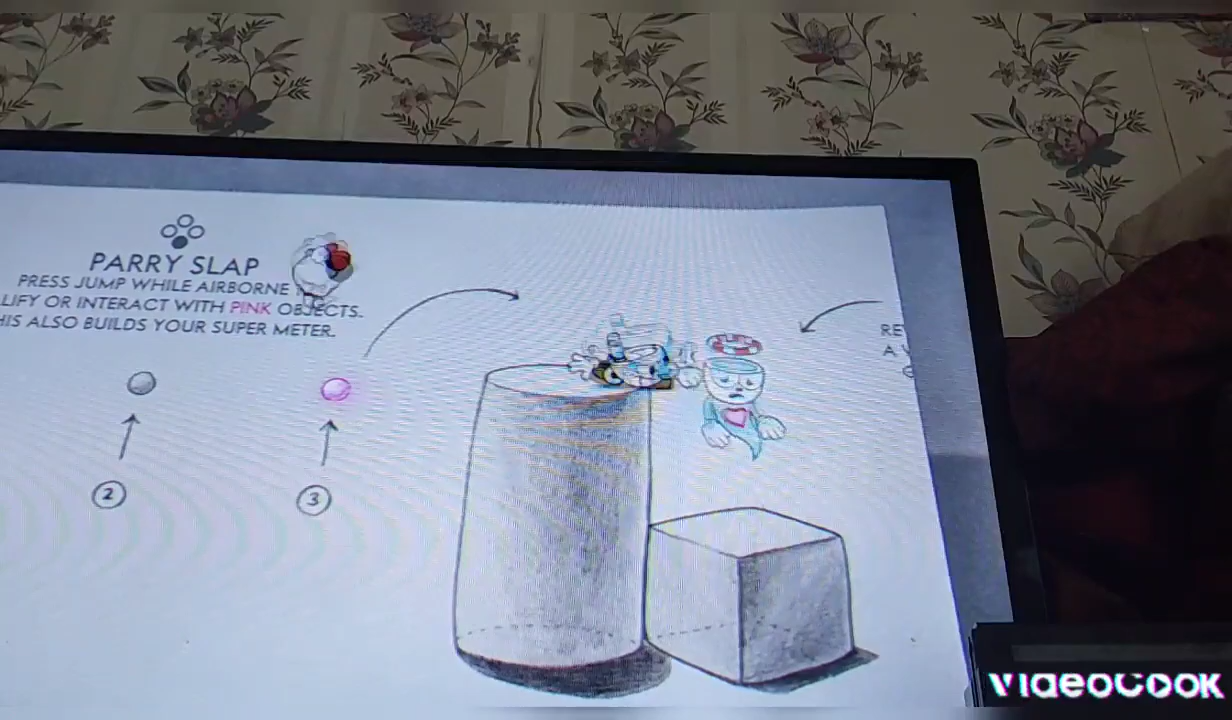 PARRY SLAP
PRESS JUMP WHILE AIRBORNE
LIFY OR INTERACT WITH PINK OBJECTS.
HIS ALSO BUILDS YOUR SUPER METER.
RE
A
2
3
VIDEOCOOK